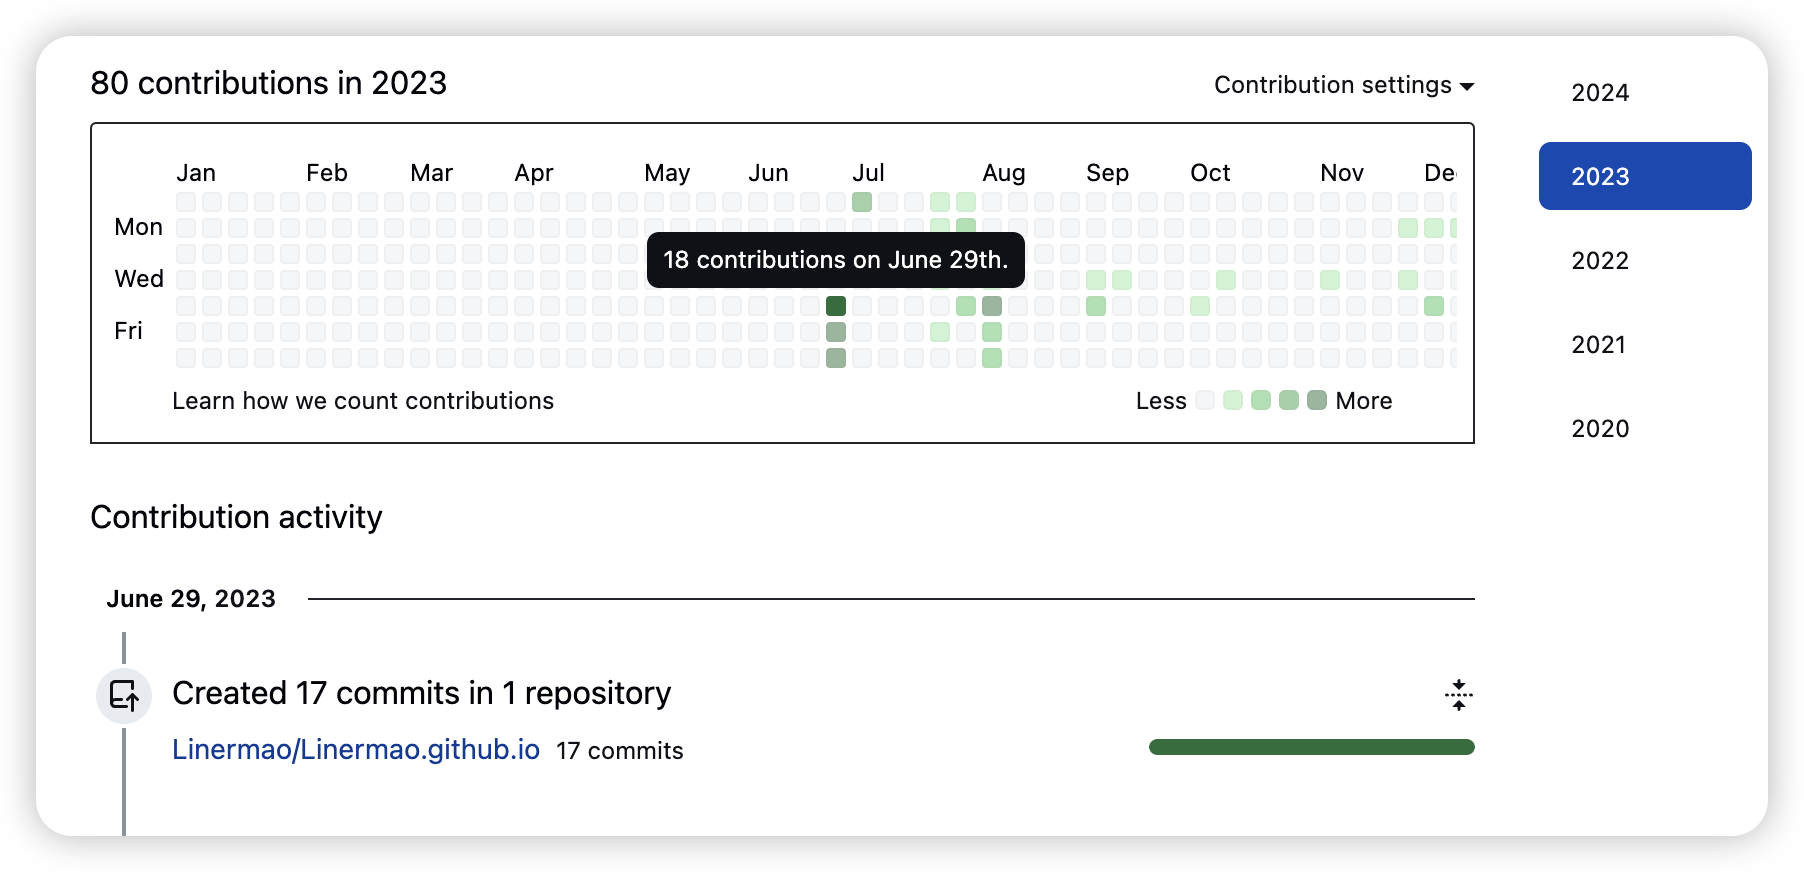 80 contributions in 2023
Contribution settings
2024
2023
2022
2021
2020
Jan Feb Mar Apr May Jun Jul Aug Sep Oct Nov De
Mon
18 contributions on June 29th.
Wed
Fri
Learn how we count contributions
Less More
Contribution activity
June 29, 2023
Created 17 commits in 1 repository
Linermao/Linermao.github.io 17 commits